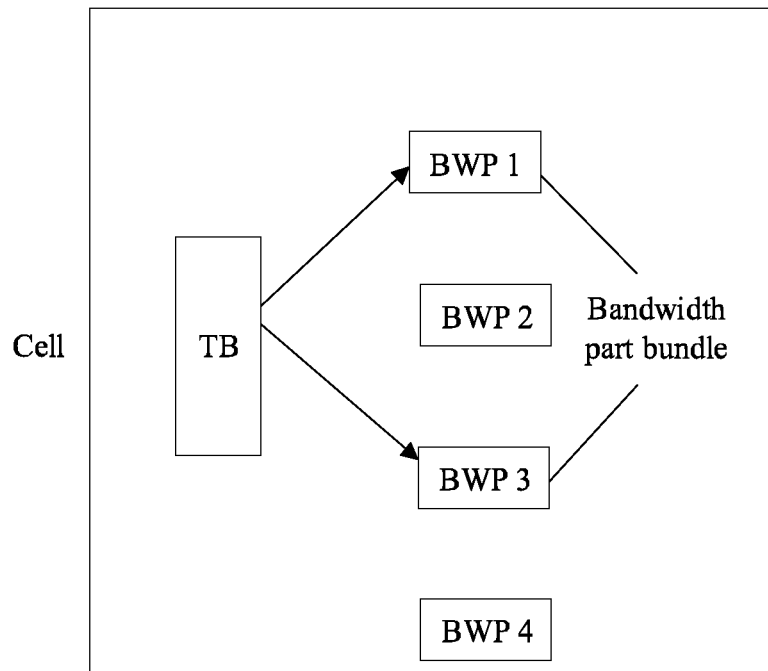 BWP 1
BWP 2
Bandwidth
part bundle
Cell
TB
BWP 3
BWP 4